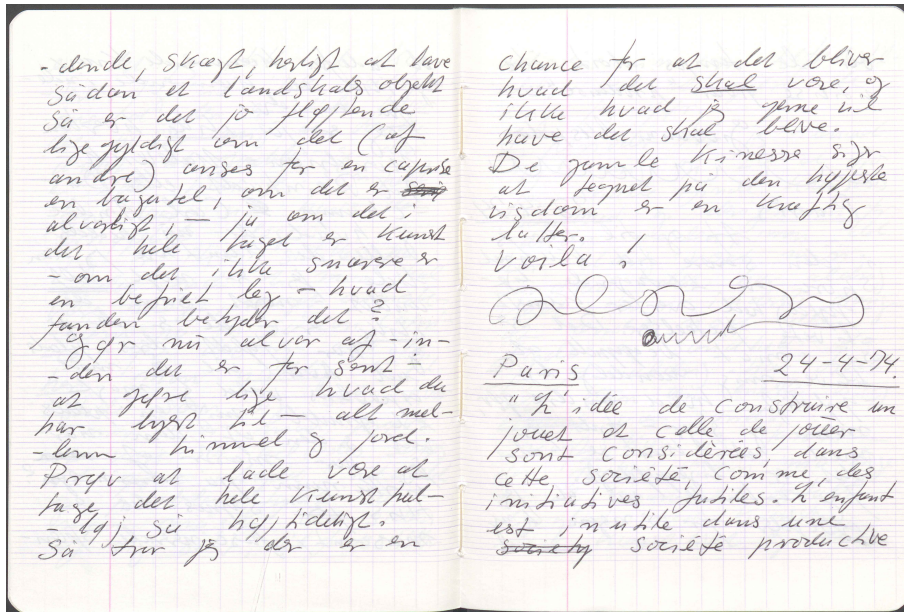 - dende, skægt, herligt at have
sådan et landskabs objekt
så er det jo fløjtende
ligegyldigt om det (af
andre) anses for en caprise
en bagatel, om det er
alvorligt, — ja om det i
det hele taget er Kunst
- om det ikke snarere er
en befriet leg - hvad
fanden betyder det?
Gør nu alvor af - in-
- den det er for sent -
at gøre lige hvad du
har lyst til - alt mel-
- lem himmel og jord.
Prøv at lade være at
tage det hele Kunst hal-
- løj så højtideligt.
Så tror jeg der er en
chance for at det bliver
hvad det skal være, og
ikke hvad jeg gerne vil
have det skal blive.
De gamle Kinesere siger
at tegnet på den højeste
visdom er en Kraftig
latter.
Voila!
Paris 24-4-74.
"L'idée de construire un
jouet et celle de joüer
sont considèrées, dans
cette société, comme, des
initiatives futiles. L'enfant
est inutile dans une
society société productive